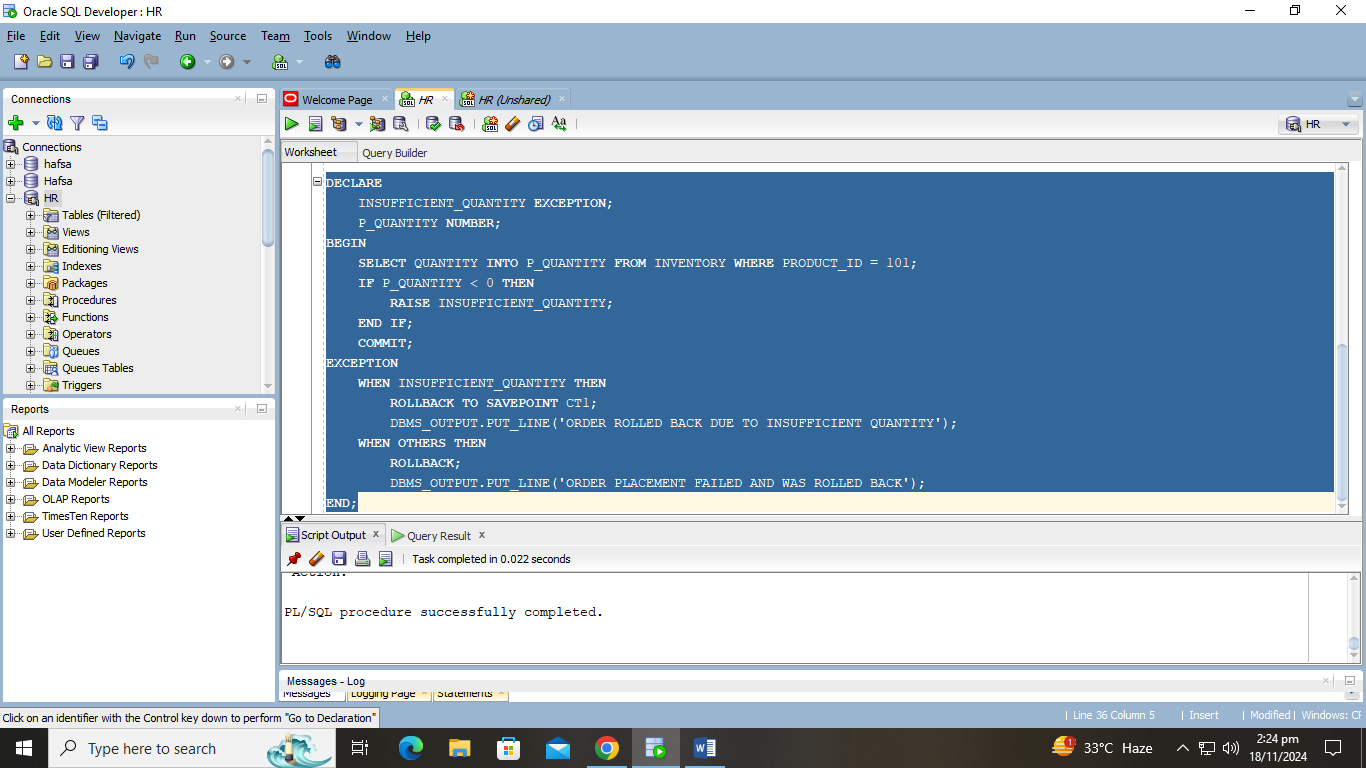 Oracle SQL Developer : HR
File Edit View Navigate Run Source Team Tools Window Help
Connections
Connections
hafsa
Hafsa
HR
Tables (Filtered)
Views
Editioning Views
Indexes
Packages
Procedures
Functions
Operators
Queues
Queues Tables
Triggers
Reports
All Reports
Analytic View Reports
Data Dictionary Reports
Data Modeler Reports
OLAP Reports
TimesTen Reports
User Defined Reports
Welcome Page HR HR (Unshared)
HR
Worksheet Query Builder
DECLARE
INSUFFICIENT_QUANTITY EXCEPTION;
P_QUANTITY NUMBER;
BEGIN
SELECT QUANTITY INTO P_QUANTITY FROM INVENTORY WHERE PRODUCT_ID = 101;
IF P_QUANTITY < 0 THEN
RAISE INSUFFICIENT_QUANTITY;
END IF;
COMMIT;
EXCEPTION
WHEN INSUFFICIENT_QUANTITY THEN
ROLLBACK TO SAVEPOINT CT1;
DBMS_OUTPUT.PUT_LINE('ORDER ROLLED BACK DUE TO INSUFFICIENT QUANTITY');
WHEN OTHERS THEN
ROLLBACK;
DBMS_OUTPUT.PUT_LINE('ORDER PLACEMENT FAILED AND WAS ROLLED BACK');
END;
Script Output Query Result
Task completed in 0.022 seconds
*Action:
PL/SQL procedure successfully completed.
Messages - Log
Messages Logging Page Statements
Click on an identifier with the Control key down to perform "Go to Declaration"
Line 36 Column 5 Insert Modified Windows: CF
Type here to search
1
33°C Haze
2:24 pm
18/11/2024